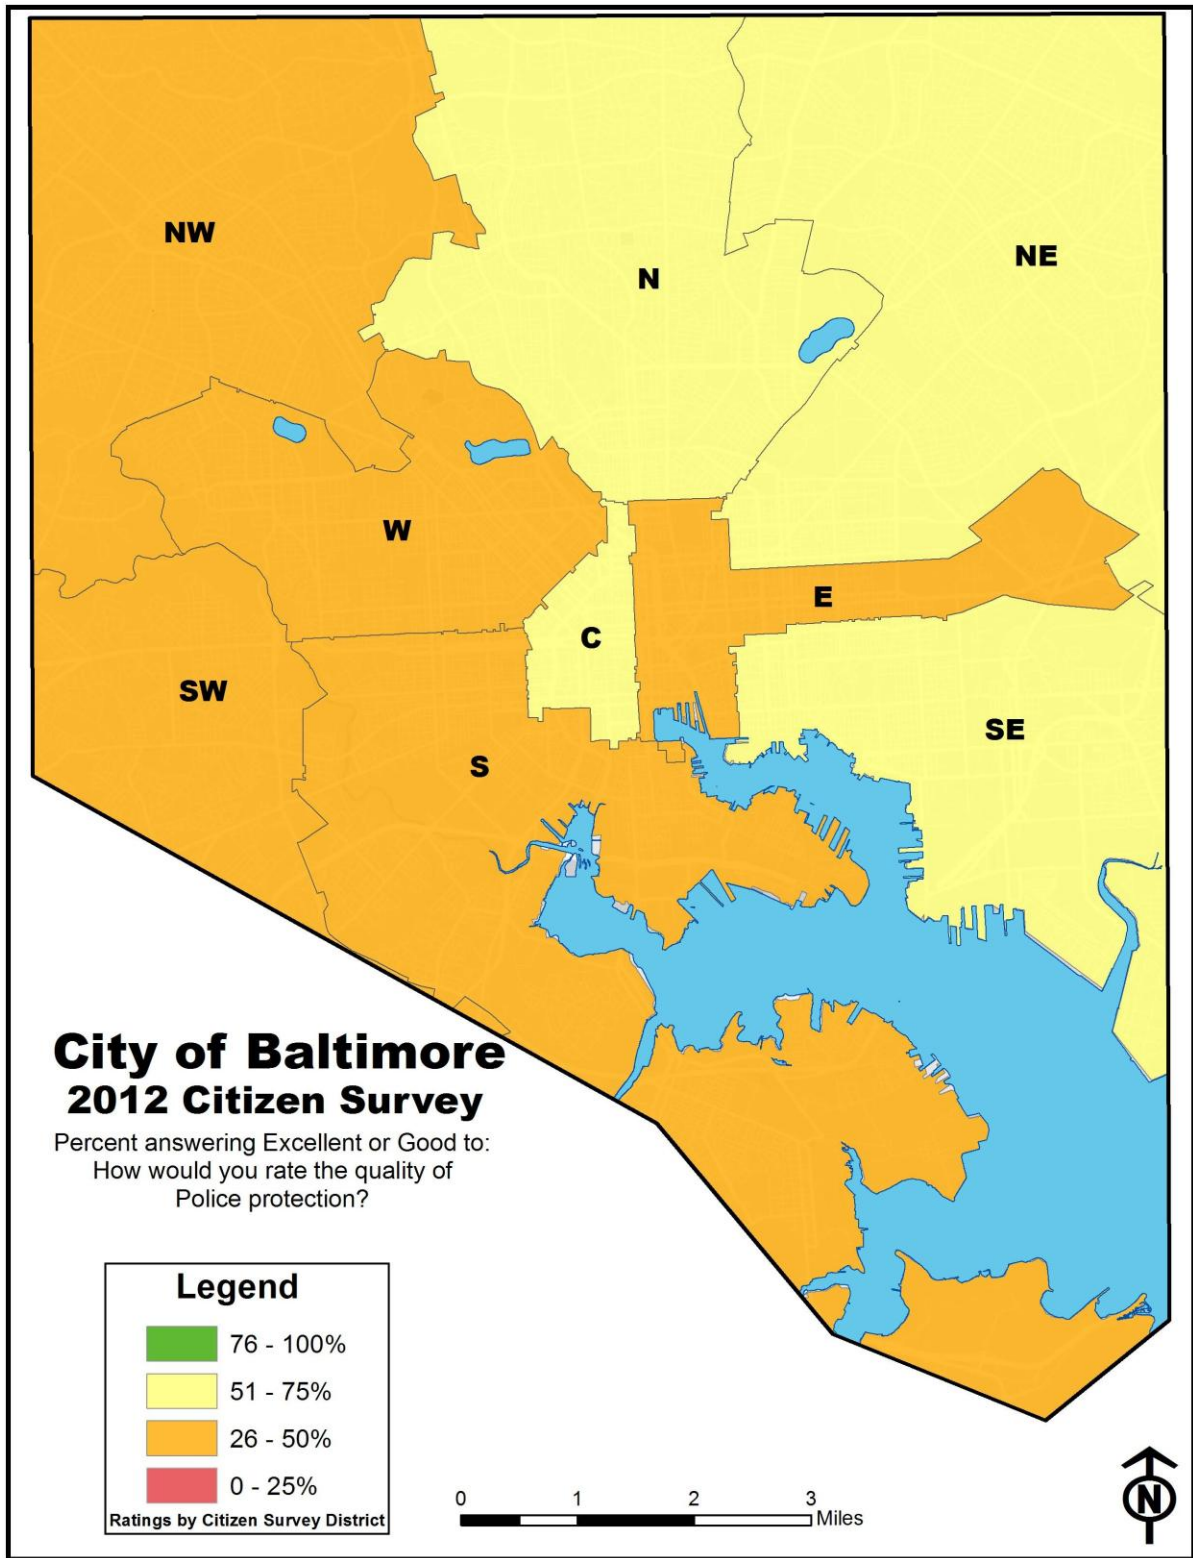 NW
N
NE
W
E
C
SW
S
SE
City of Baltimore
2012 Citizen Survey
Percent answering Excellent or Good to:
How would you rate the quality of
Police protection?
Legend
76 - 100%
51 - 75%
26 - 50%
0 - 25%
Ratings by Citizen Survey District
0 1 2 3
Miles
N